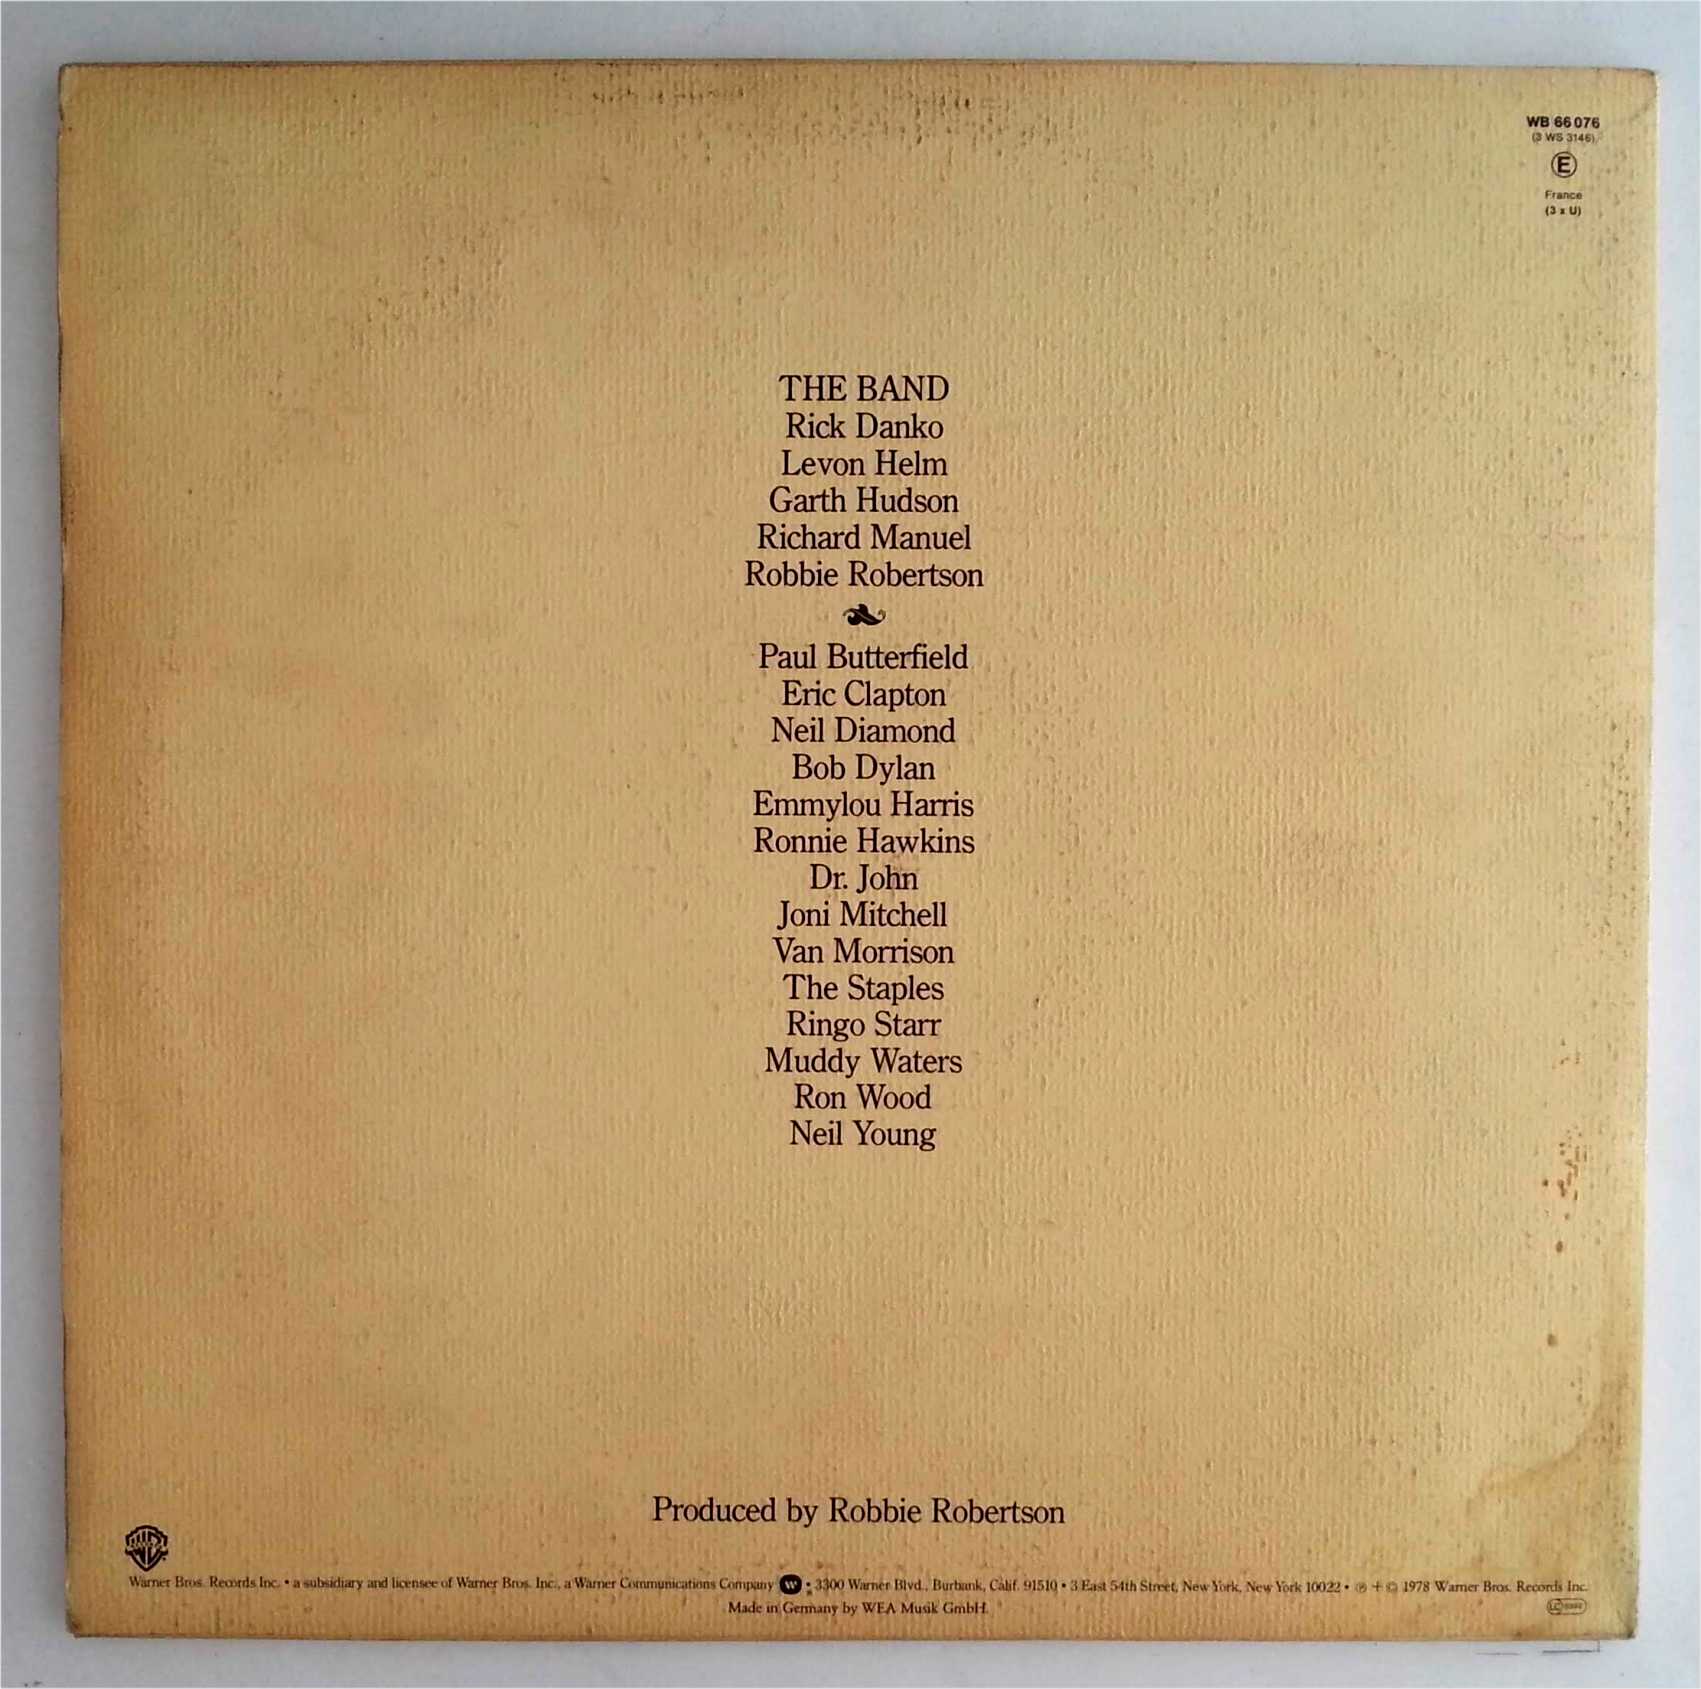 WB 66 076
(3 WS 3146)
E
France
(3 x U)
THE BAND
Rick Danko
Levon Helm
Garth Hudson
Richard Manuel
Robbie Robertson
Paul Butterfield
Eric Clapton
Neil Diamond
Bob Dylan
Emmylou Harris
Ronnie Hawkins
Dr. John
Joni Mitchell
Van Morrison
The Staples
Ringo Starr
Muddy Waters
Ron Wood
Neil Young
Produced by Robbie Robertson
Warner Bros. Records Inc. • a subsidiary and licensee of Warner Bros. Inc., a Warner Communications Company W • 3300 Warner Blvd., Burbank, Calif. 91510 • 3 East 54th Street, New York, New York 10022 • ℗ + © 1978 Warner Bros. Records Inc.
Made in Germany by WEA Musik GmbH.
LC